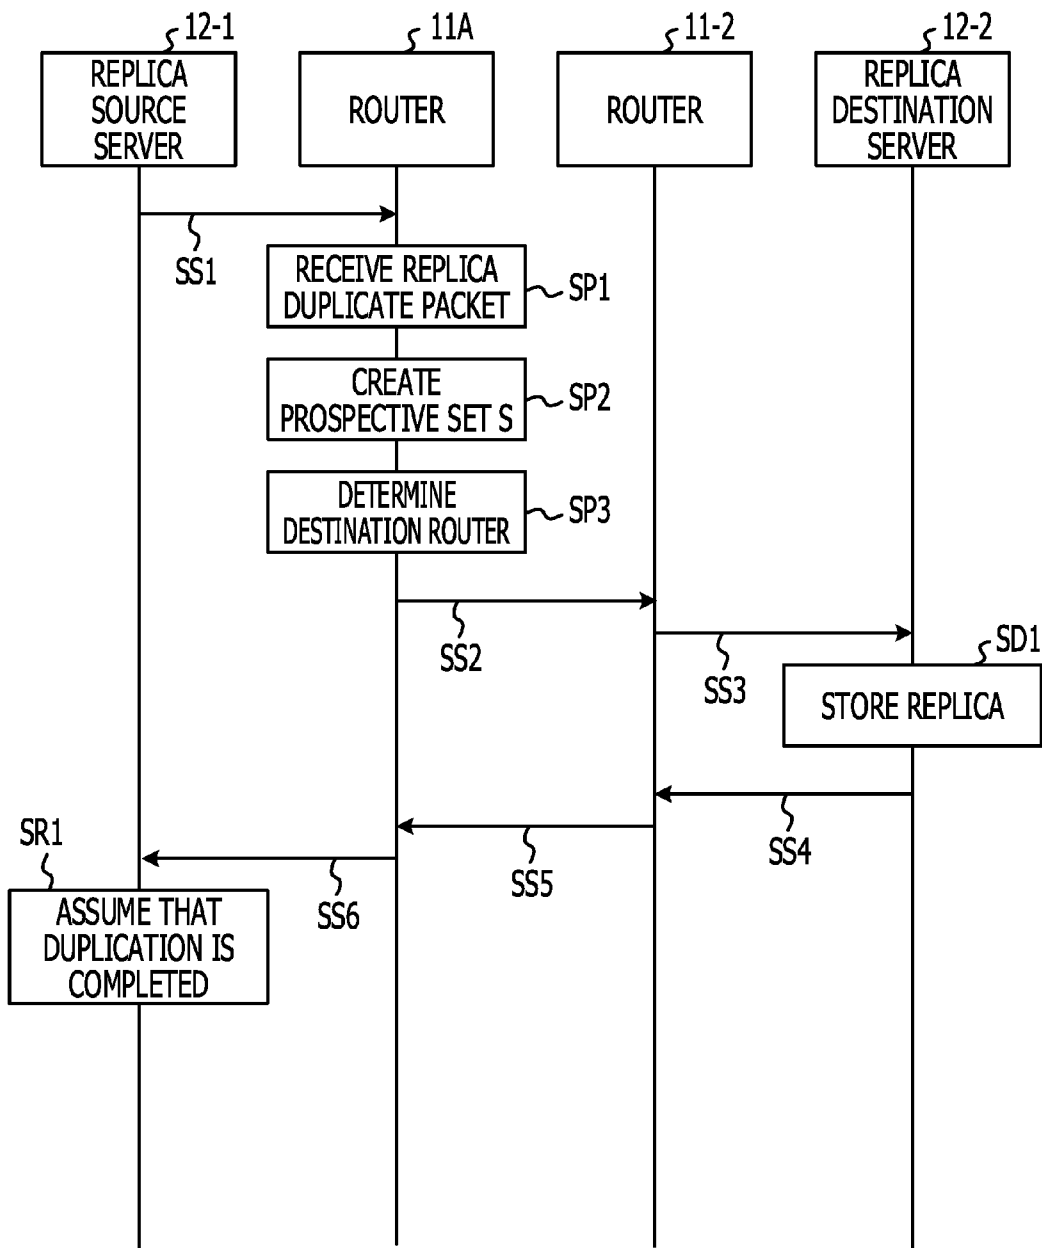 12-1
11A
11-2
12-2
REPLICA
SOURCE
SERVER
ROUTER
ROUTER
REPLICA
DESTINATION
SERVER
SS1
RECEIVE REPLICA
DUPLICATE PACKET
SP1
CREATE
PROSPECTIVE SET S
SP2
DETERMINE
DESTINATION ROUTER
SP3
SS2
SS3
SD1
STORE REPLICA
SS4
SS5
SS6
SR1
ASSUME THAT
DUPLICATION IS
COMPLETED